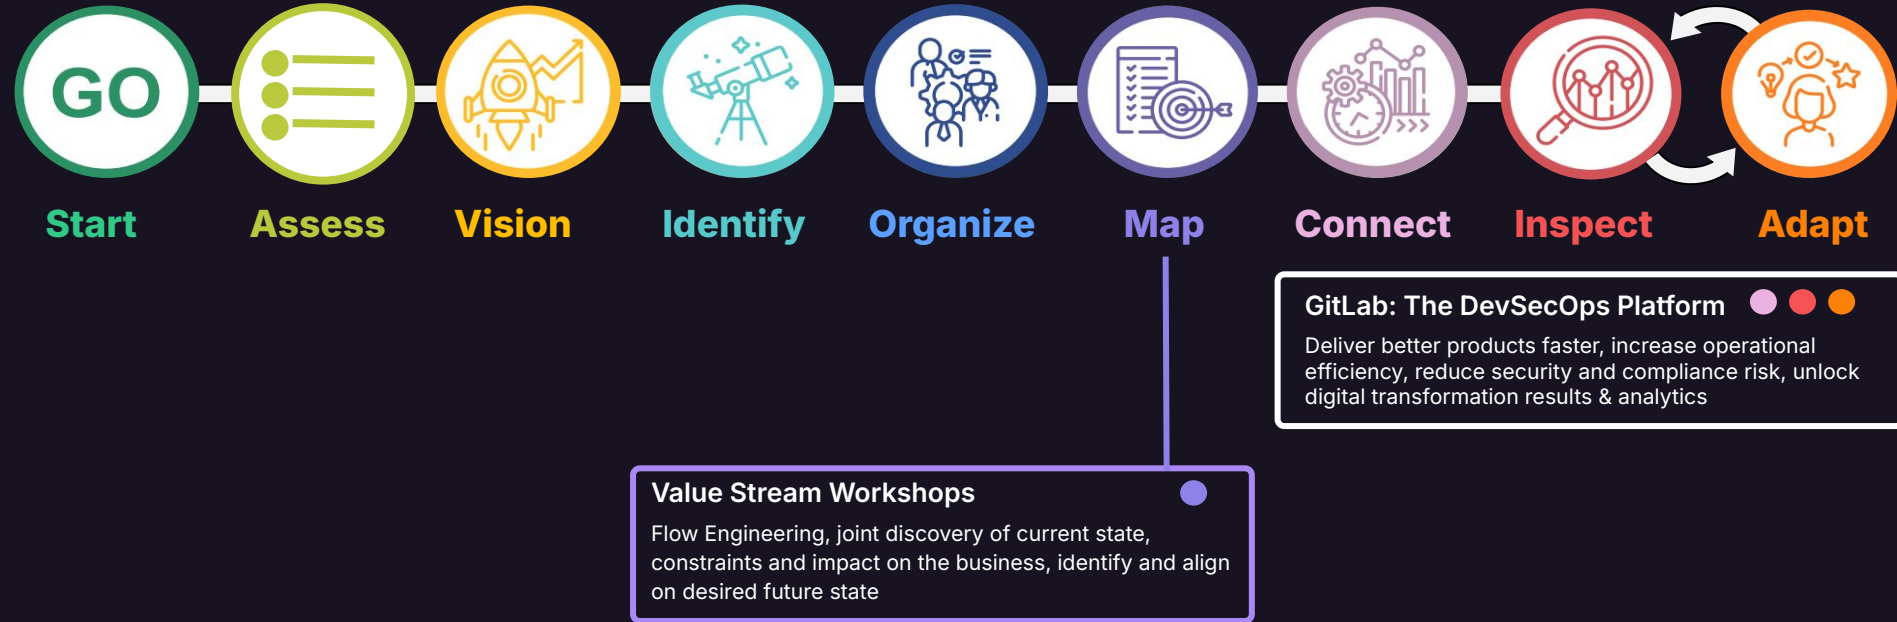 GO
Start
Assess
Vision
Identify
Organize
Map
Connect
Inspect
Adapt
GitLab: The DevSecOps Platform
Deliver better products faster, increase operational
efficiency, reduce security and compliance risk, unlock
digital transformation results & analytics
Value Stream Workshops
Flow Engineering, joint discovery of current state,
constraints and impact on the business, identify and align
on desired future state